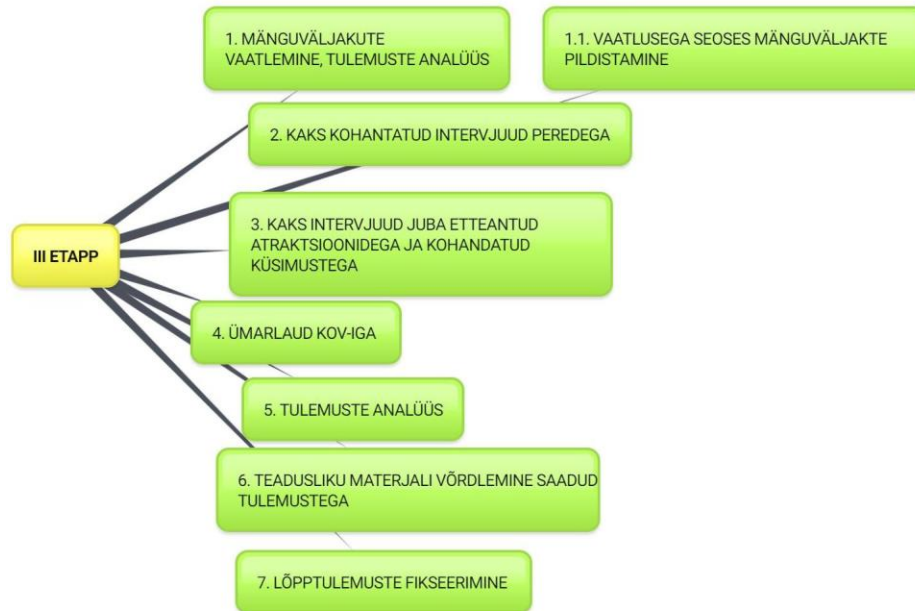 1. MÄNGUVÄLJAKUTE
VAATLEMINE, TULEMUSTE ANALÜÜS
1.1. VAATLUSEGA SEOSES MÄNGUVÄLJAKTE
PILDISTAMINE
2. KAKS KOHANTATUD INTERVJUUD PEREDEGA
3. KAKS INTERVJUUD JUBA ETTEANTUD
ATRAKTSIOONIDEGA JA KOHANDATUD
KÜSIMUSTEGA
III ETAPP
4. ÜMARLAUD KOV-IGA
5. TULEMUSTE ANALÜÜS
6. TEADUSLIKU MATERJALI VÕRDLEMINE SAADUD
TULEMUSTEGA
7. LÕPPTULEMUSTE FIKSEERIMINE